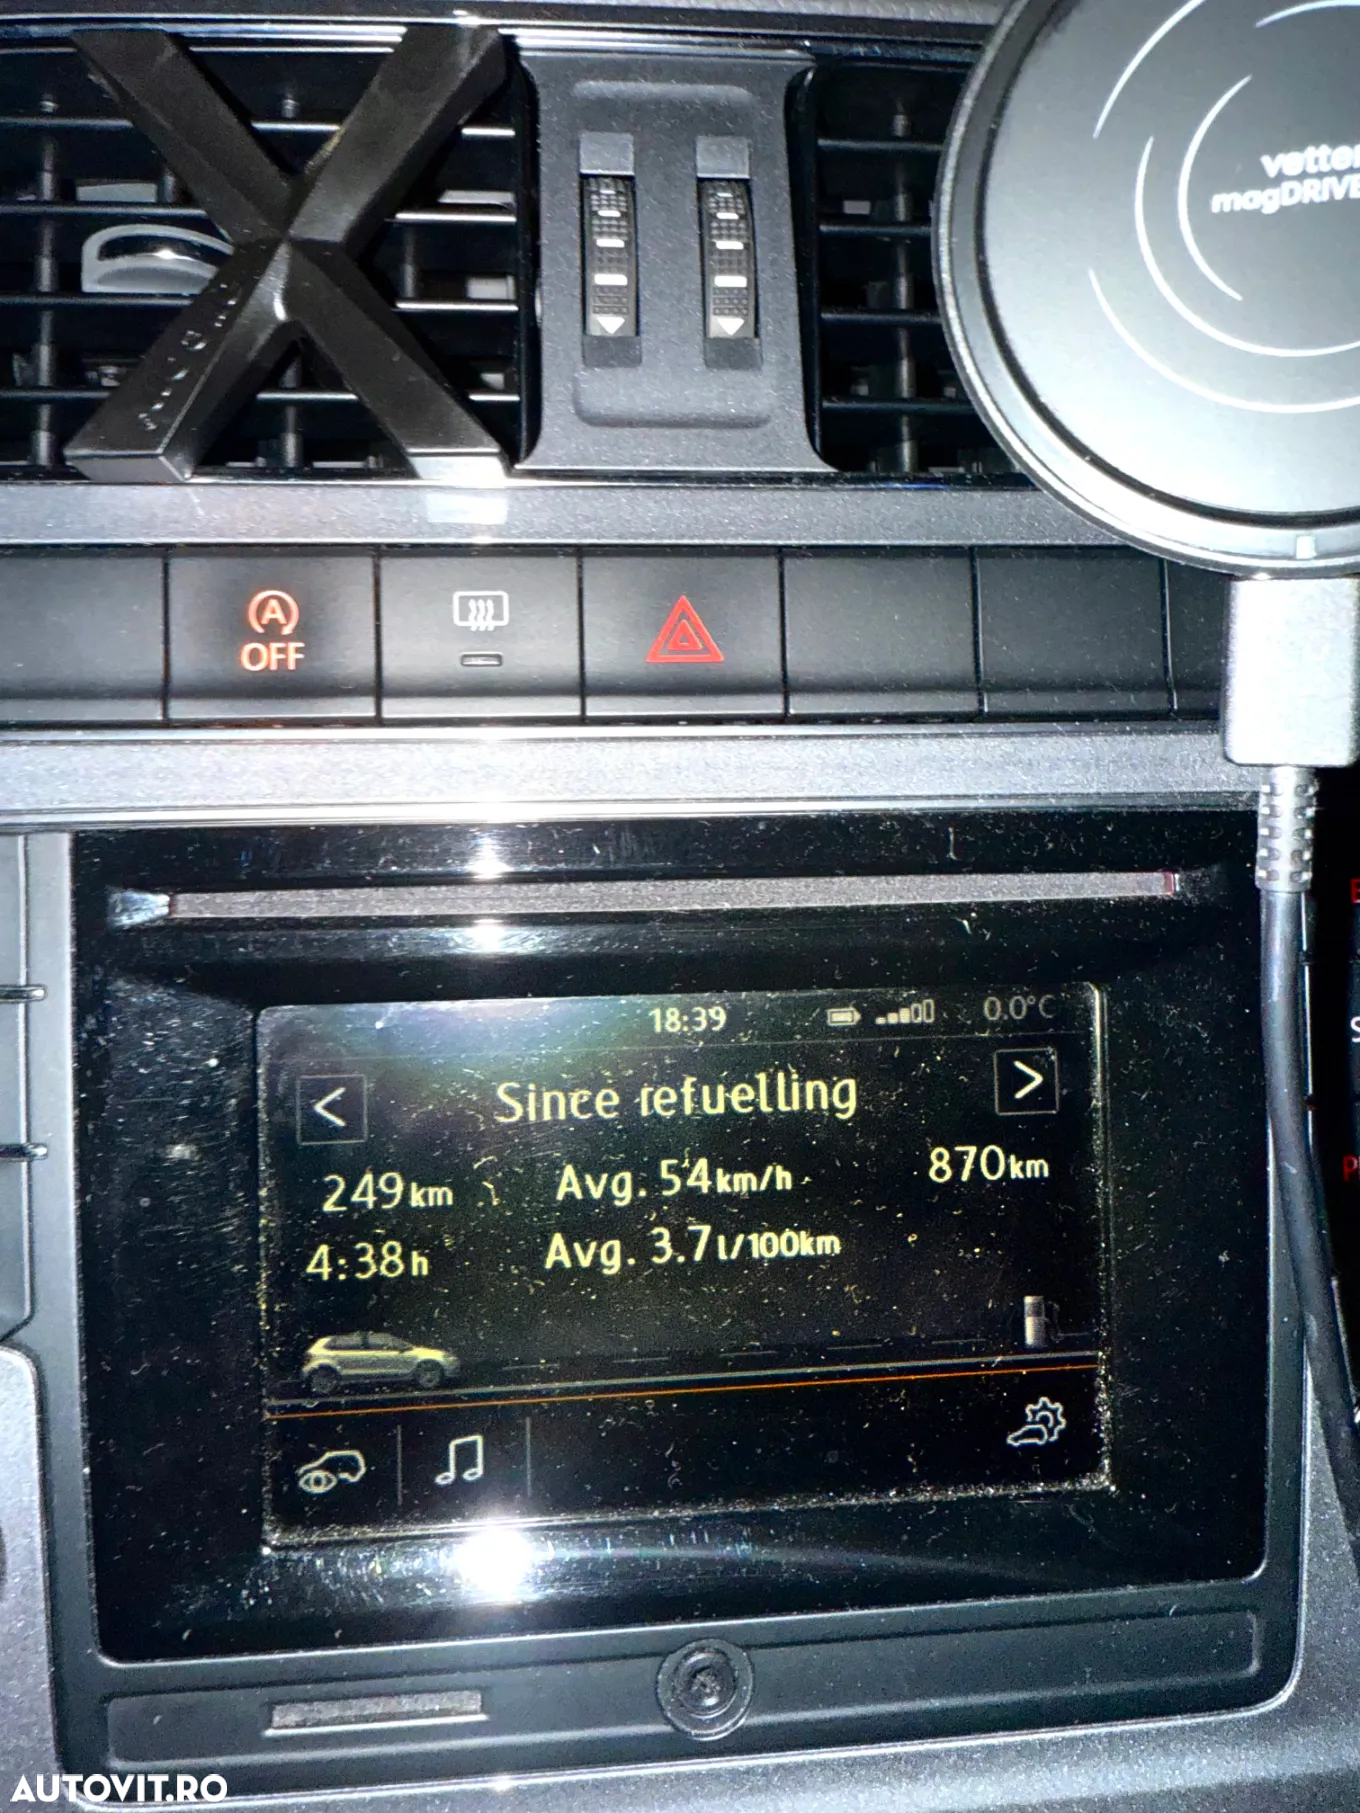 vetter
magDRIVE
A
OFF
18:39 0.0°C
< Since refuelling >
249km Avg. 54km/h 870km
4:38h Avg. 3.7l/100km
AUTOVIT.RO